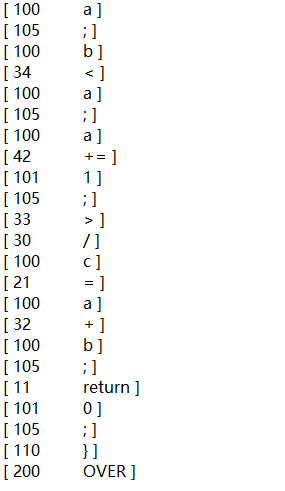 [ 100 a ]
[ 105 ; ]
[ 100 b ]
[ 34 < ]
[ 100 a ]
[ 105 ; ]
[ 100 a ]
[ 42 += ]
[ 101 1 ]
[ 105 ; ]
[ 33 > ]
[ 30 / ]
[ 100 c ]
[ 21 = ]
[ 100 a ]
[ 32 + ]
[ 100 b ]
[ 105 ; ]
[ 11 return ]
[ 101 0 ]
[ 105 ; ]
[ 110 } ]
[ 200 OVER ]